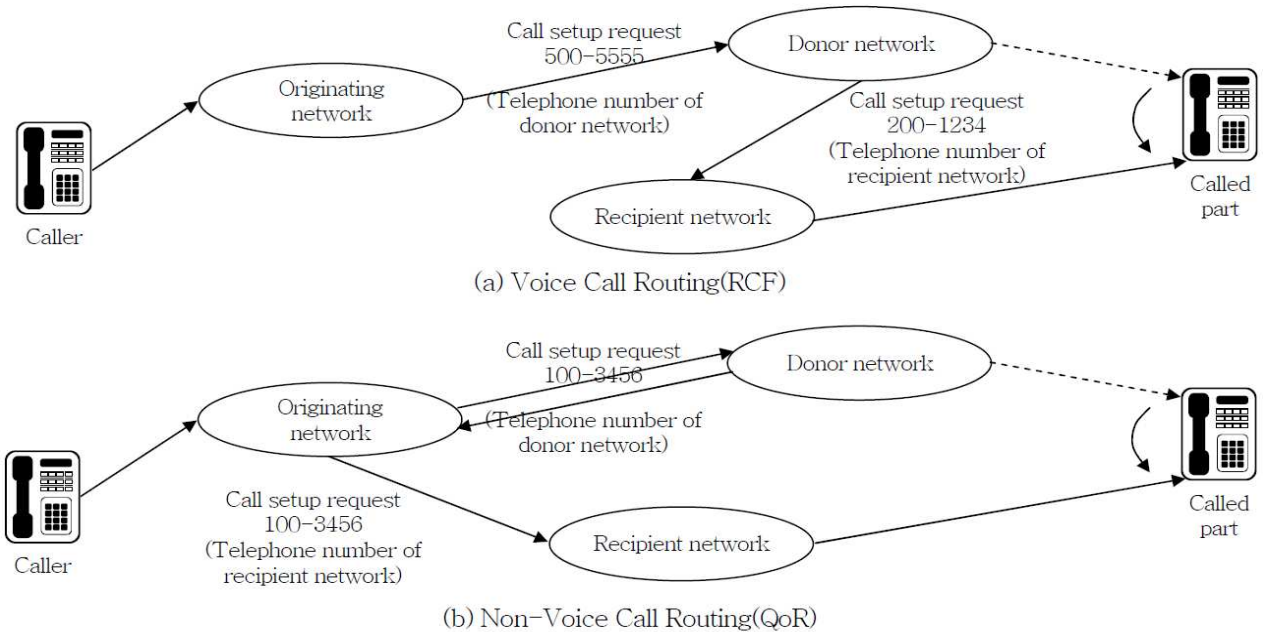 Call setup request
500-5555
(Telephone number of
donor network)
Donor network
Originating
network
Call setup request
200-1234
(Telephone number of
recipient network)
Recipient network
Caller
Called
part
(a) Voice Call Routing(RCF)
Call setup request
100-3456
(Telephone number of
donor network)
Donor network
Originating
network
Call setup request
100-3456
(Telephone number of
recipient network)
Recipient network
Caller
Called
part
(b) Non-Voice Call Routing(QoR)